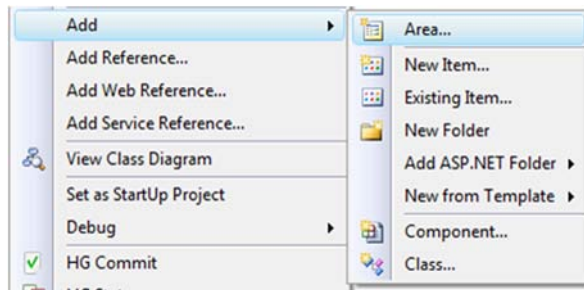 Add
Add Reference...
Add Web Reference...
Add Service Reference...
View Class Diagram
Set as StartUp Project
Debug
HG Commit
Area...
New Item...
Existing Item...
New Folder
Add ASP.NET Folder
New from Template
Component...
Class...